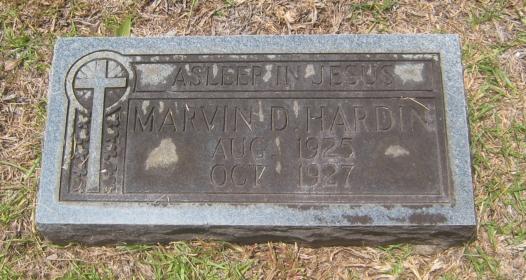 ASLEEP IN JESUS
MARVIN D. HARDIN
AUG. 1925
OCT. 1927